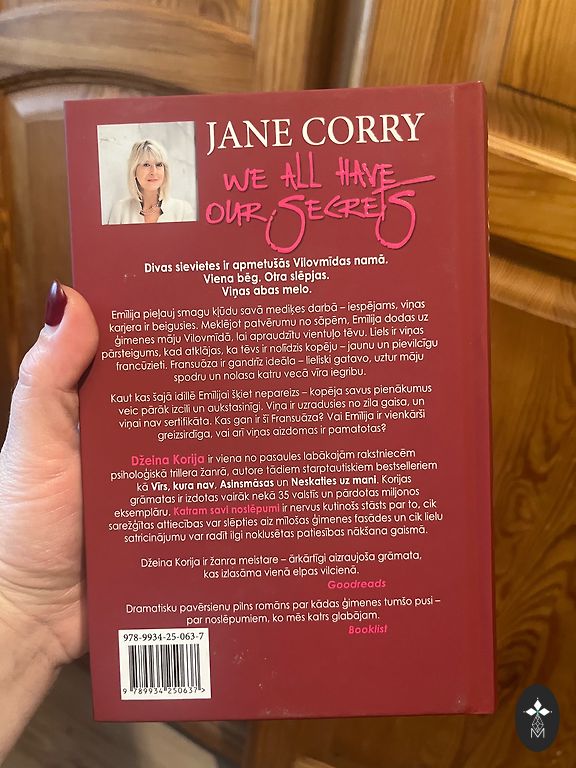 JANE CORRY
WE ALL HAVE
OUR SECRETS
Divas sievietes ir apmetušās Vilovmīdas namā.
Viena bēg, Otra slēpjas.
Viņas abas melo.
Emīlija pieļauj smagu kļūdu savā mediķes darbā – iespējams, viņas
karjera ir beigusies. Meklējot patvērumu no sāpēm, Emīlija dodas uz
ģimenes māju Vilovmīdā, lai apraudzītu vientuļo tēvu. Liels ir viņas
pārsteigums, kad atklājas, ka tēvs ir nolīdzis kopēju – jaunu un pievilcīgu
francūzieti. Fransuāza ir gandrīz ideāla – lieliski gatavo, uztur māju
spodru un nolasa katru vecā vīra iegribu.
Kaut kas šajā idillē Emīlijai šķiet nepareizs – kopēja savus pienākumus
veic pārāk izcili un aukstasinīgi. Viņa ir uzradusies no zila gaisa, un
viņai nav sertifikāta. Kas gan ir šī Fransuāza? Vai Emīlija ir vienkārši
greizsirdīga, vai arī viņas aizdomas ir pamatotas?
Džeina Korija ir viena no pasaules labākajām rakstniecēm
psiholoģiskā trillera žanrā, autore tādiem starptautiskiem bestselleriem
kā Vīrs, kura nav, Asinsmāsas un Neskaties uz mani. Korijas
grāmatas ir izdotas vairāk nekā 35 valstīs un pārdotas miljonos
eksemplāru. Katram savi noslēpumi ir nervus kutinošs stāsts par to, cik
sarežģītas attiecības var slēpties aiz mīlošas ģimenes fasādes un cik lielu
satricinājumu var radīt ilgi noklusētas patiesības nākšana gaismā.
Džeina Korija ir žanra meistare – ārkārtīgi aizraujoša grāmata,
kas izlasāma vienā elpas vilcienā.
Goodreads
Dramatisku pavērsienu pilns romāns par kādas ģimenes tumšo pusi –
par noslēpumiem, ko mēs katrs glabājam.
Booklist
978-9934-25-063-7
9 789934 250637 >
M